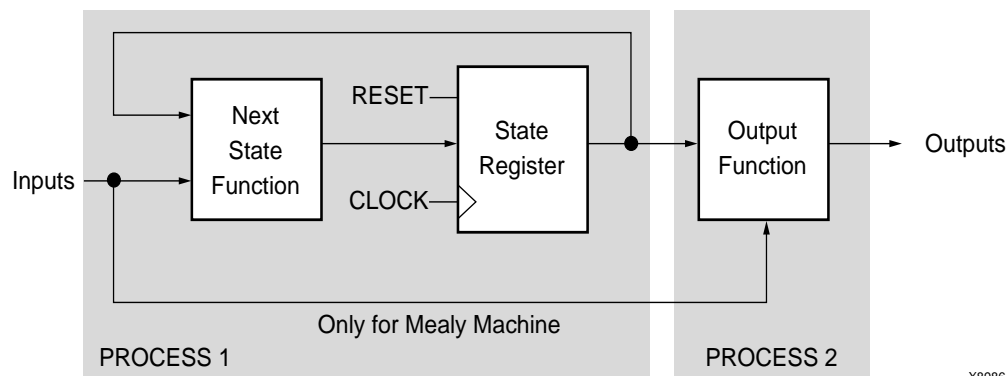 RESET
Next
State
Function
State
Register
Output
Function
Outputs
Inputs
CLOCK
Only for Mealy Machine
PROCESS 1
PROCESS 2